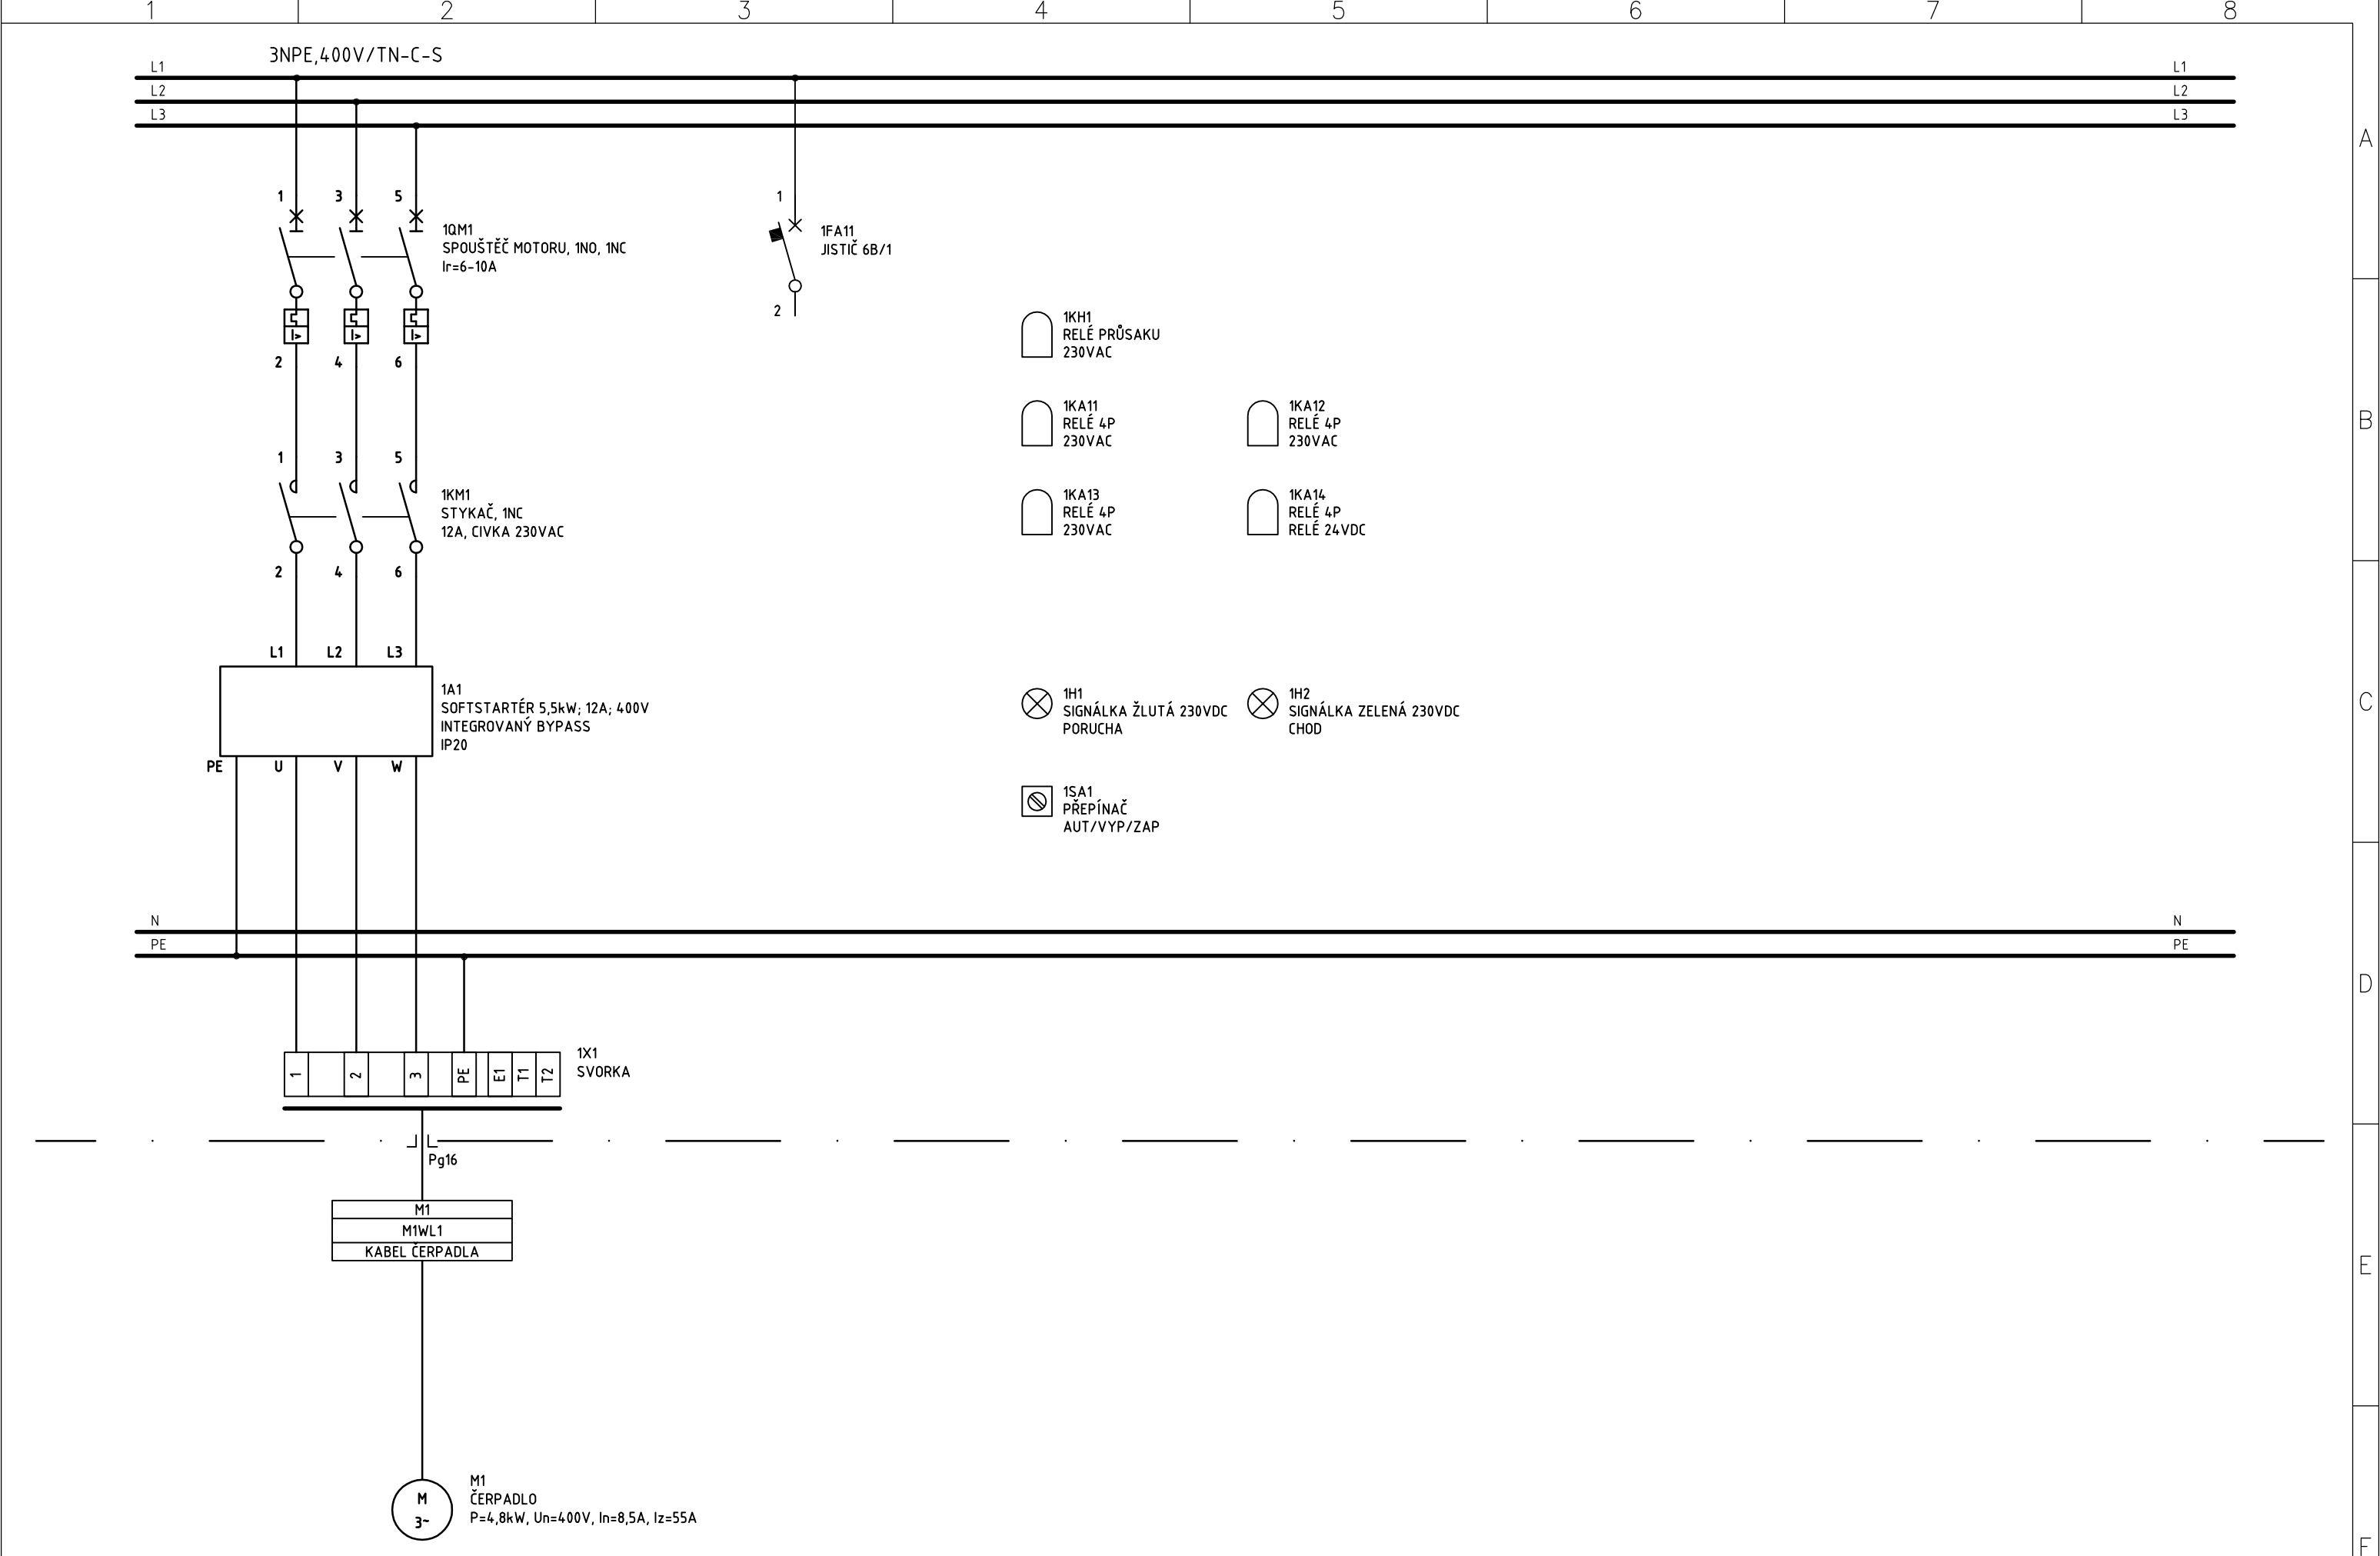 1 2 3 4 5 6 7 8
3NPE,400V/TN-C-S
L1 L1
L2 L2
L3 L3
A
1 3 5
1QM1
SPOUŠTĚČ MOTORU, 1NO, 1NC
Ir=6-10A
I> I> I>
2 4 6
1
1FA11
JISTIČ 6B/1
2
1KH1
RELÉ PRŮSAKU
230VAC
1KA11
RELÉ 4P
230VAC
1KA12
RELÉ 4P
230VAC
B
1 3 5
1KM1
STYKAČ, 1NC
12A, CIVKA 230VAC
2 4 6
1KA13
RELÉ 4P
230VAC
1KA14
RELÉ 4P
RELÉ 24VDC
L1 L2 L3
1A1
SOFTSTARTÉR 5,5kW; 12A; 400V
INTEGROVANÝ BYPASS
IP20
PE U V W
1H1
SIGNÁLKA ŽLUTÁ 230VDC
PORUCHA
1H2
SIGNÁLKA ZELENÁ 230VDC
CHOD
C
1SA1
PŘEPÍNAČ
AUT/VYP/ZAP
N N
PE PE
D
1 2 3 PE E1 T1 T2
1X1
SVORKA
Pg16
M1
M1WL1
KABEL ČERPADLA
E
M
3~
M1
ČERPADLO
P=4,8kW, Un=400V, In=8,5A, Iz=55A
F